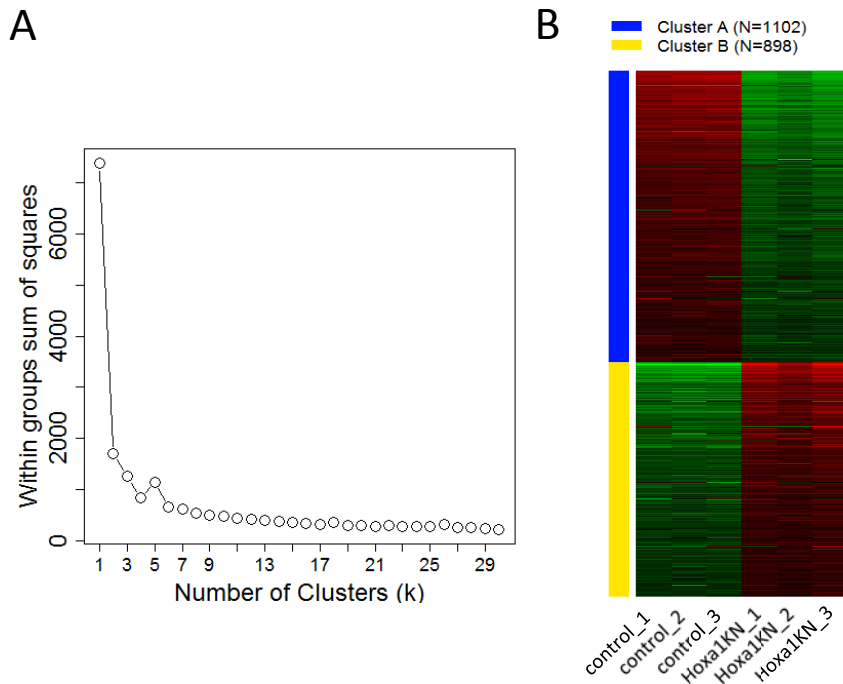 A
B
Cluster A (N=1102)
Cluster B (N=898)
Within groups sum of squares
0
2000
4000
6000
1 3 5 7 9 13 17 21 25 29
Number of Clusters (k)
control_1 control_2 control_3 Hoxa1KN_1 Hoxa1KN_2 Hoxa1KN_3